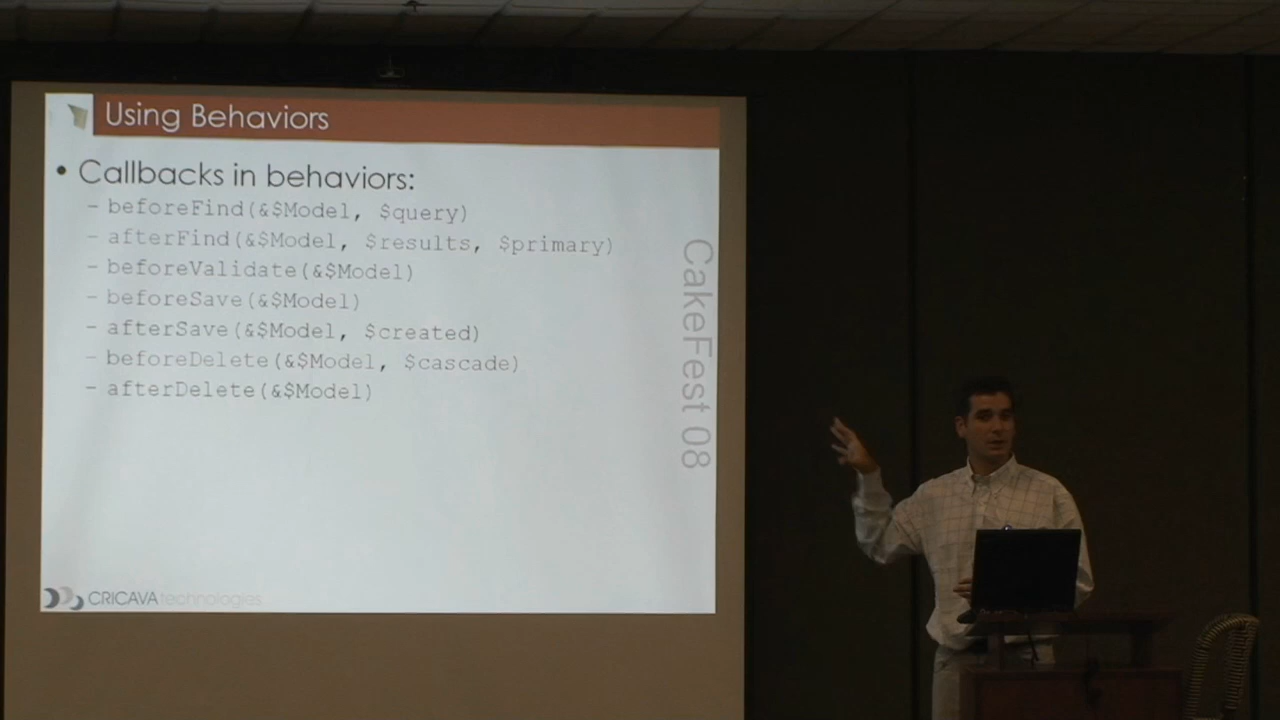 Using Behaviors
• Callbacks in behaviors:
– beforeFind(&$Model, $query)
– afterFind(&$Model, $results, $primary)
– beforeValidate(&$Model)
– beforeSave(&$Model)
– afterSave(&$Model, $created)
– beforeDelete(&$Model, $cascade)
– afterDelete(&$Model)
CakeFest 08
CRICAVA technologies